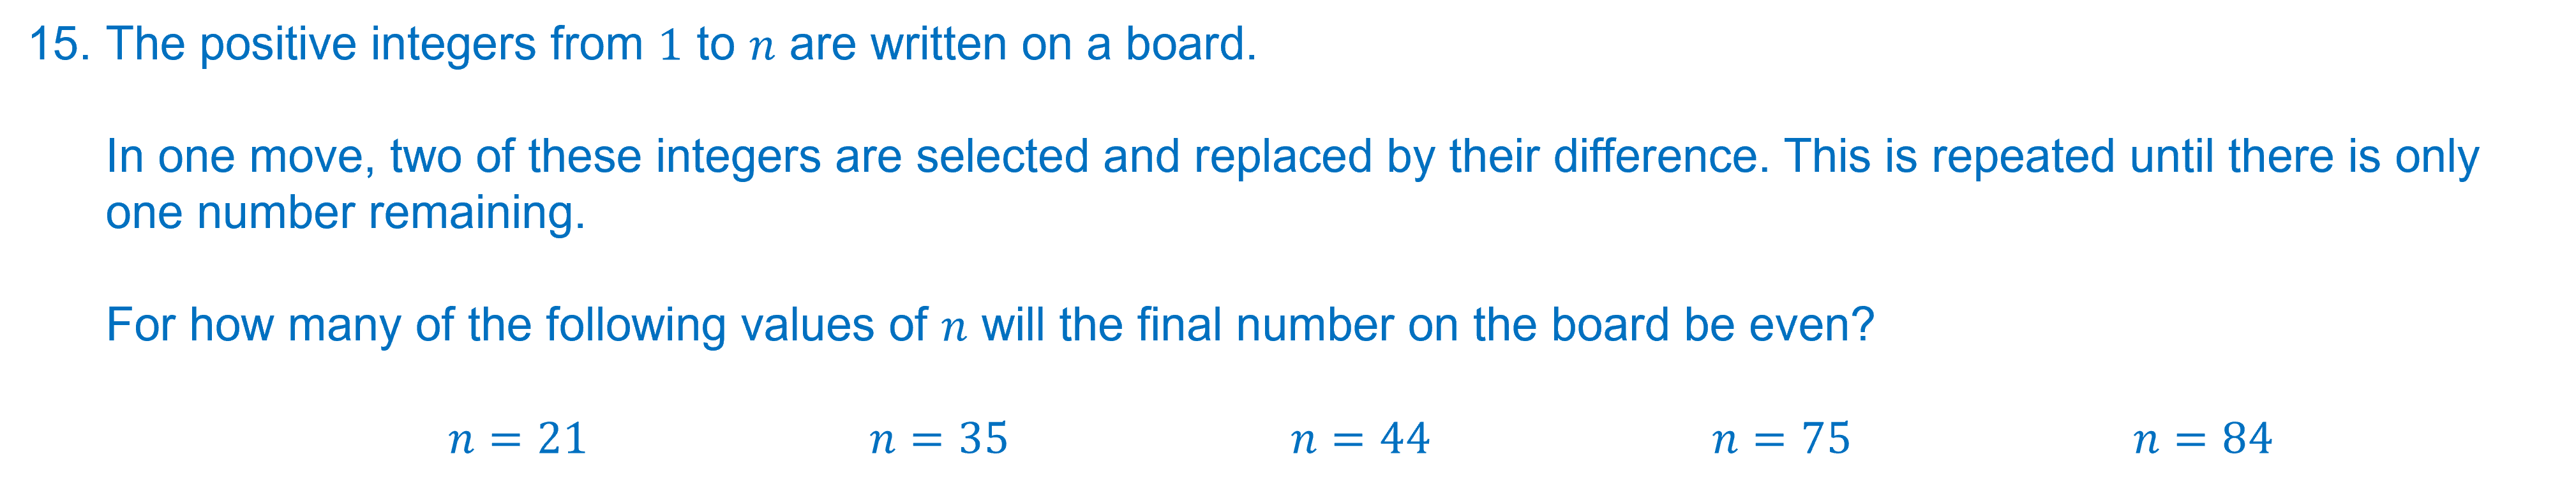 15. The positive integers from 1 to n are written on a board.
In one move, two of these integers are selected and replaced by their difference. This is repeated until there is only
one number remaining.
For how many of the following values of n will the final number on the board be even?
n = 21 n = 35 n = 44 n = 75 n = 84